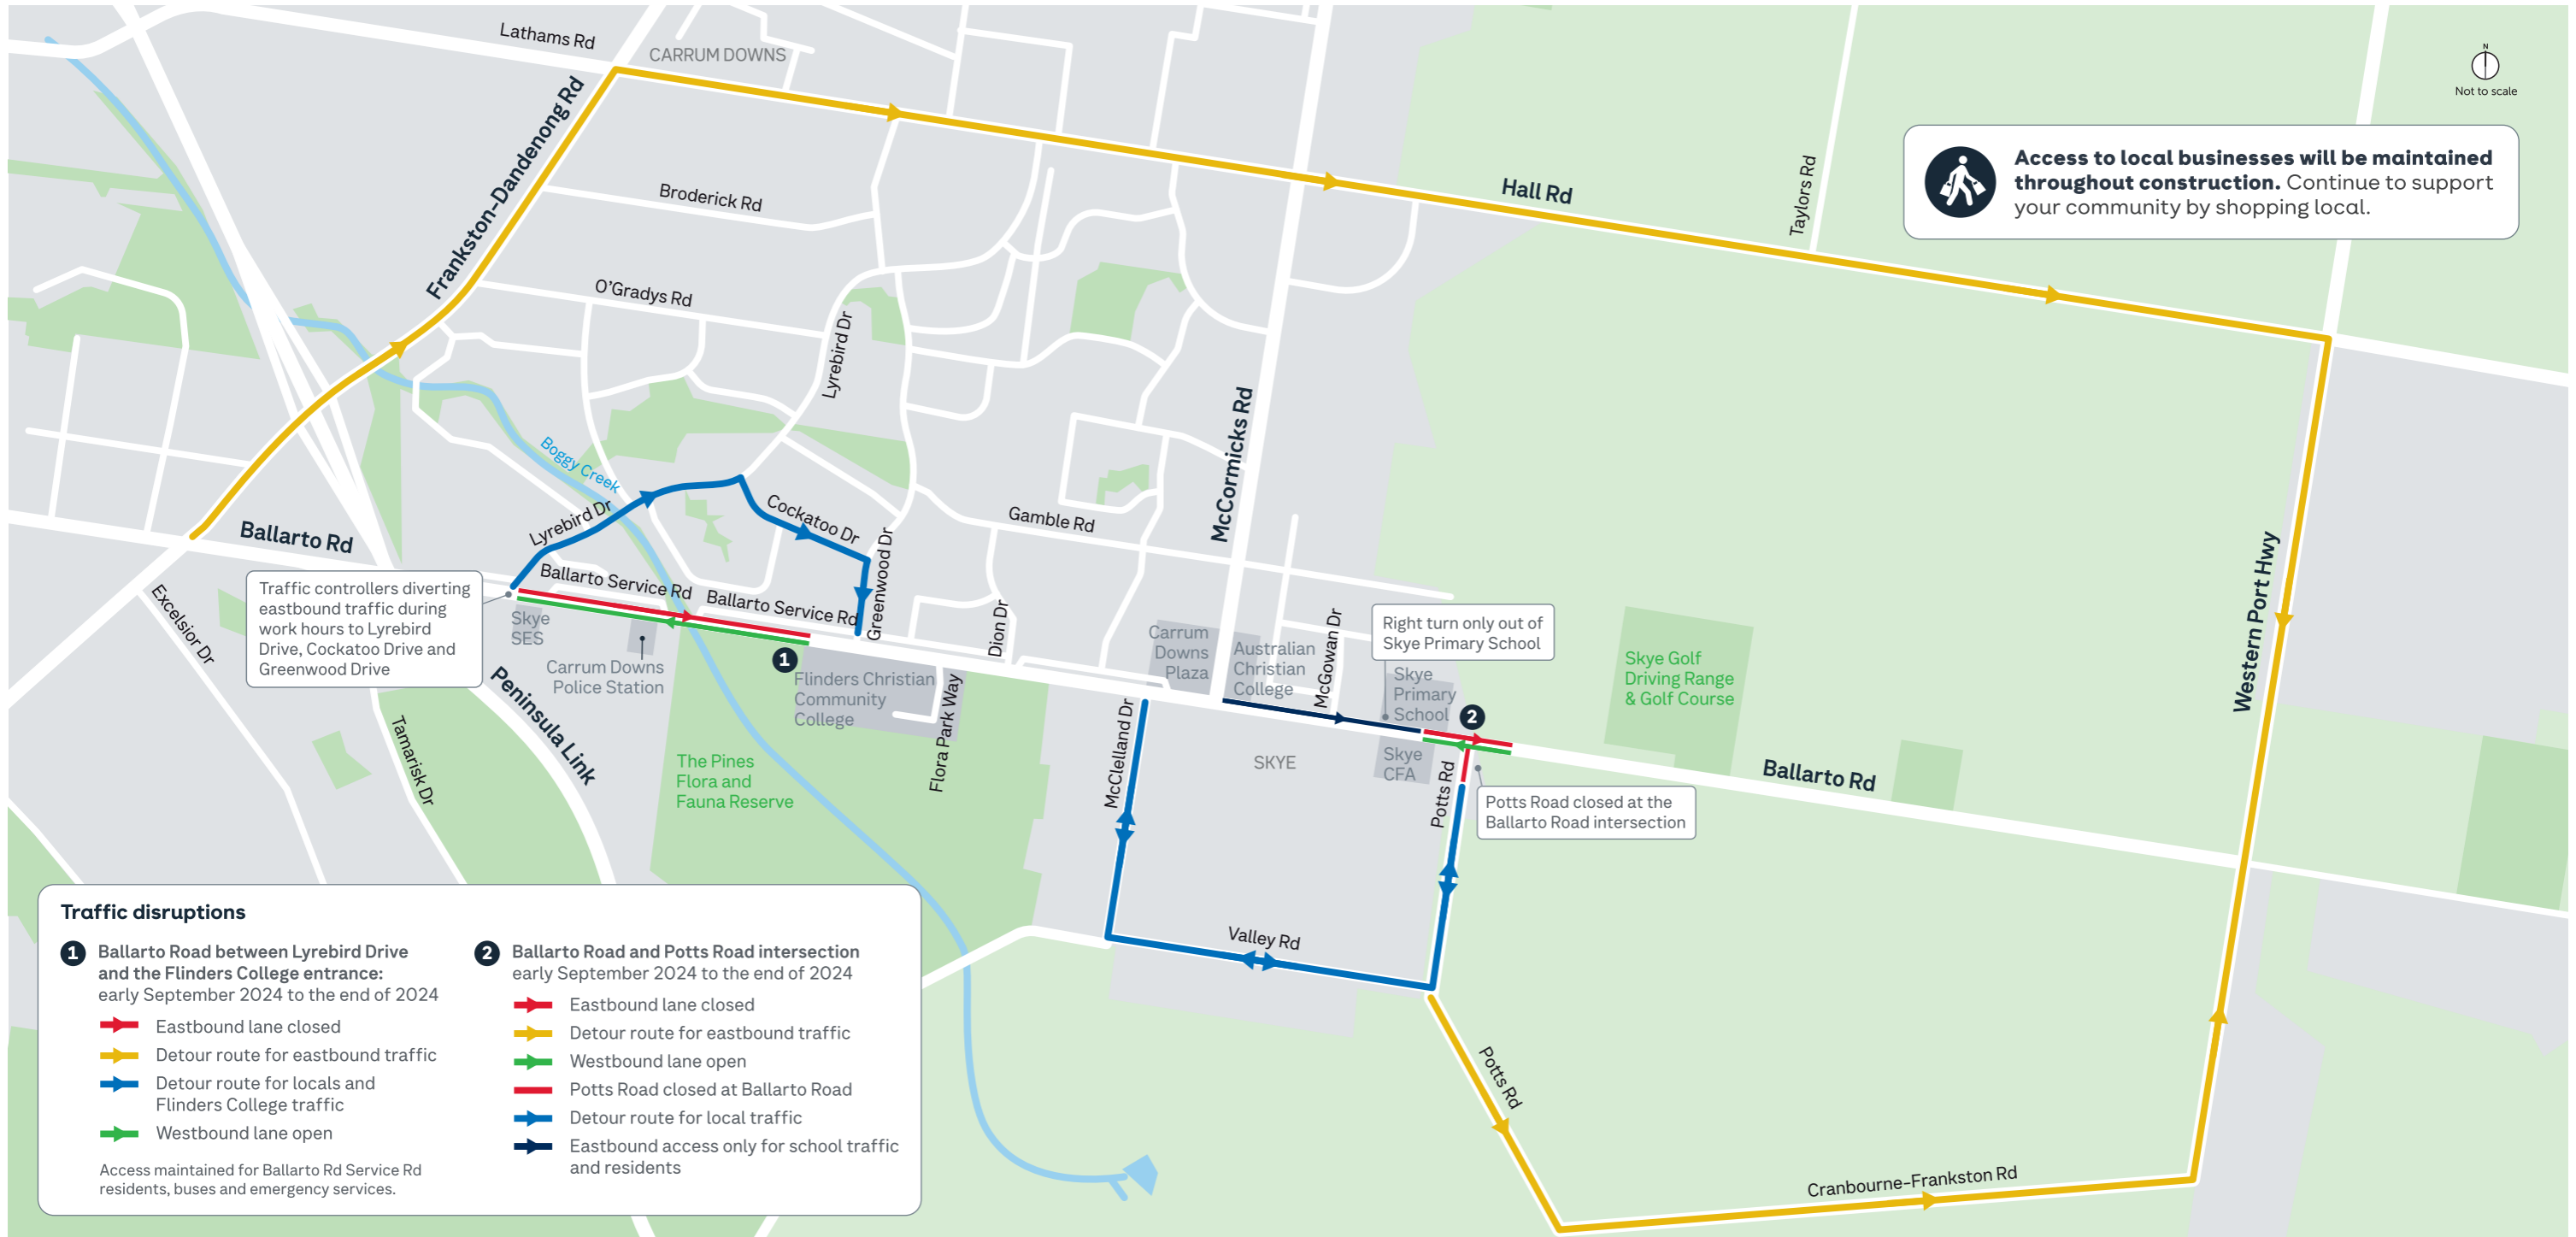 Lathams Rd
CARRUM DOWNS
N
Not to scale
Frankston-Dandenong Rd
Access to local businesses will be maintained
throughout construction. Continue to support
your community by shopping local.
Hall Rd
Taylors Rd
Broderick Rd
O'Gradys Rd
Lyrebird Dr
McCormicks Rd
Boggy Creek
Lyrebird Dr
Cockatoo Dr
Gamble Rd
Ballarto Rd
Greenwood Dr
Western Port Hwy
Traffic controllers diverting
eastbound traffic during
work hours to Lyrebird
Drive, Cockatoo Drive and
Greenwood Drive
Ballarto Service Rd
Ballarto Service Rd
Excelsior Dr
Skye
SES
Carrum Downs
Police Station
1
Flinders Christian
Community
College
Dion Dr
Flora Park Way
Carrum
Downs
Plaza
Australian
Christian
College
McGowan Dr
Right turn only out of
Skye Primary School
Skye
Primary
School
2
Skye Golf
Driving Range
& Golf Course
Peninsula Link
Tamarisk Dr
The Pines
Flora and
Fauna Reserve
McClelland Dr
SKYE
Skye
CFA
Potts Rd
Ballarto Rd
Potts Road closed at the
Ballarto Road intersection
Valley Rd
Potts Rd
Cranbourne-Frankston Rd
Traffic disruptions
1
Ballarto Road between Lyrebird Drive
and the Flinders College entrance:
early September 2024 to the end of 2024
Eastbound lane closed
Detour route for eastbound traffic
Detour route for locals and
Flinders College traffic
Westbound lane open
Access maintained for Ballarto Rd Service Rd
residents, buses and emergency services.
2
Ballarto Road and Potts Road intersection
early September 2024 to the end of 2024
Eastbound lane closed
Detour route for eastbound traffic
Westbound lane open
Potts Road closed at Ballarto Road
Detour route for local traffic
Eastbound access only for school traffic
and residents